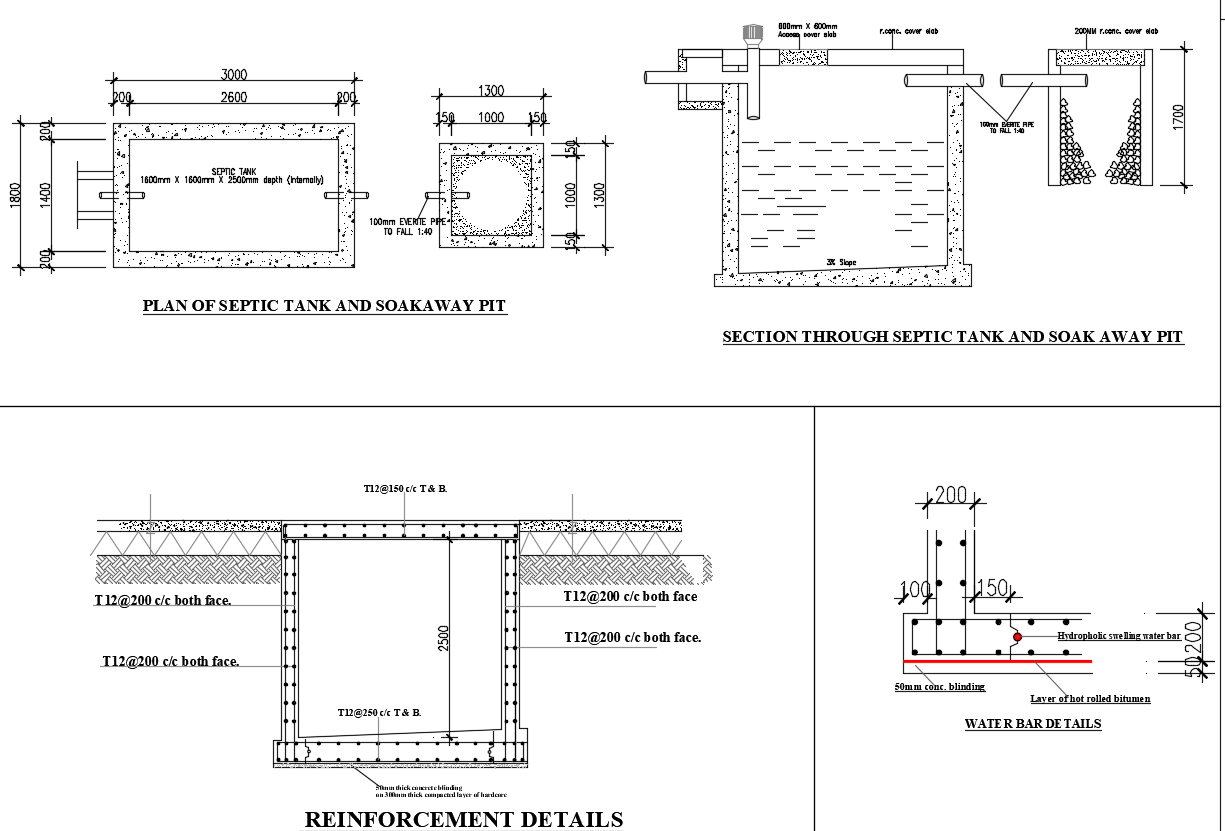 3000
200
2600
200
1800
200
1400
200
SEPTIC TANK
1600mm X 1600mm X 2500mm depth (Internally)
1300
150
1000
150
150
1000
150
1300
100mm EVERITE PIPE
TO FALL 1:40
PLAN OF SEPTIC TANK AND SOAKAWAY PIT
600mm X 600mm
Access cover slab
r.conc. cover slab
200MM r.conc. cover slab
100mm EVERITE PIPE
TO FALL 1:40
1700
3% Slope
SECTION THROUGH SEPTIC TANK AND SOAK AWAY PIT
T12@150 c/c T & B.
T12@200 c/c both face.
T12@200 c/c both face
T12@200 c/c both face.
T12@200 c/c both face.
2500
T12@250 c/c T & B.
50mm thick concrete blinding
on 300mm thick compacted layer of hardcore
REINFORCEMENT DETAILS
200
100
150
Hydropholic swelling water bar
200
50
50mm conc. blinding
Layer of hot rolled bitumen
WATER BAR DETAILS